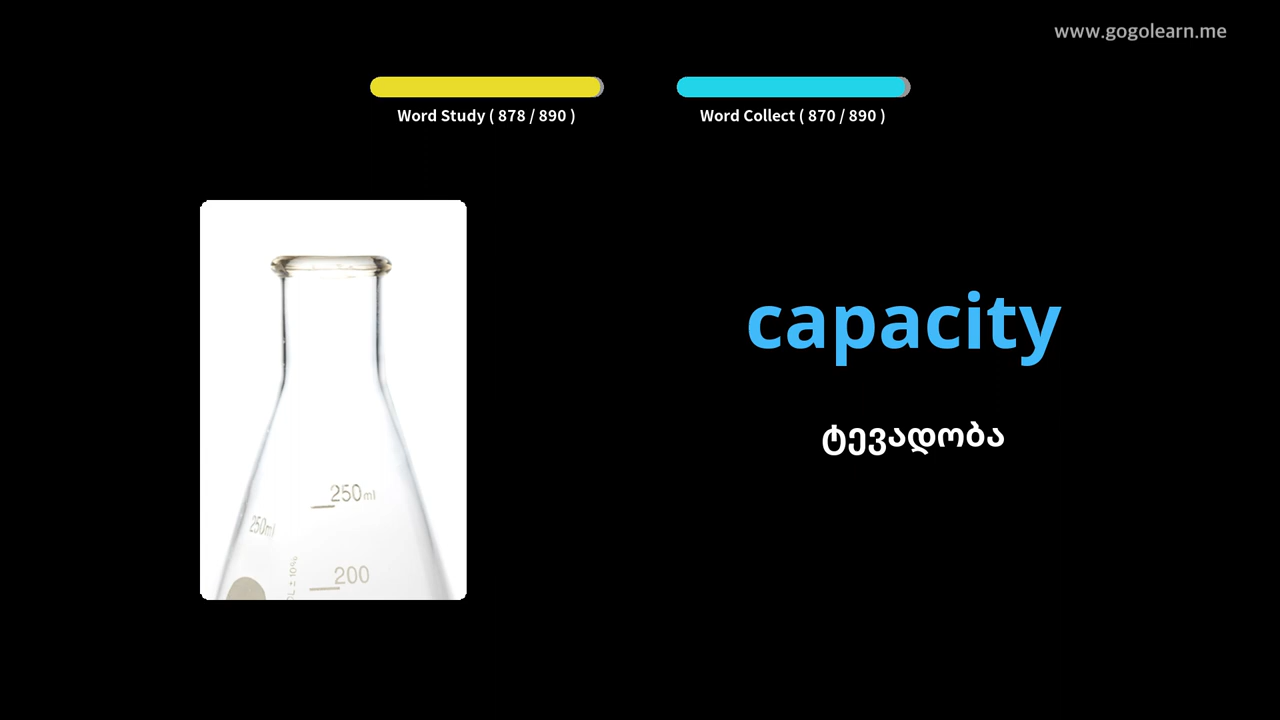 www.gogolearn.me
Word Study ( 878 / 890 )
Word Collect ( 870 / 890 )
capacity
ტევადობა
250ml
250ml
200